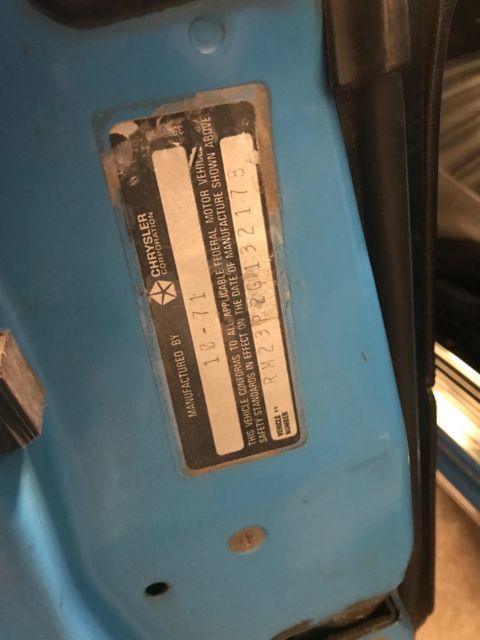 MANUFACTURED BY CHRYSLER
CORPORATION
10-71
THIS VEHICLE CONFORMS TO ALL APPLICABLE FEDERAL MOTOR VEHICLE
SAFETY STANDARDS IN EFFECT ON THE DATE OF MANUFACTURE SHOWN ABOVE
VEHICLE
NUMBER
RM23P2G132178